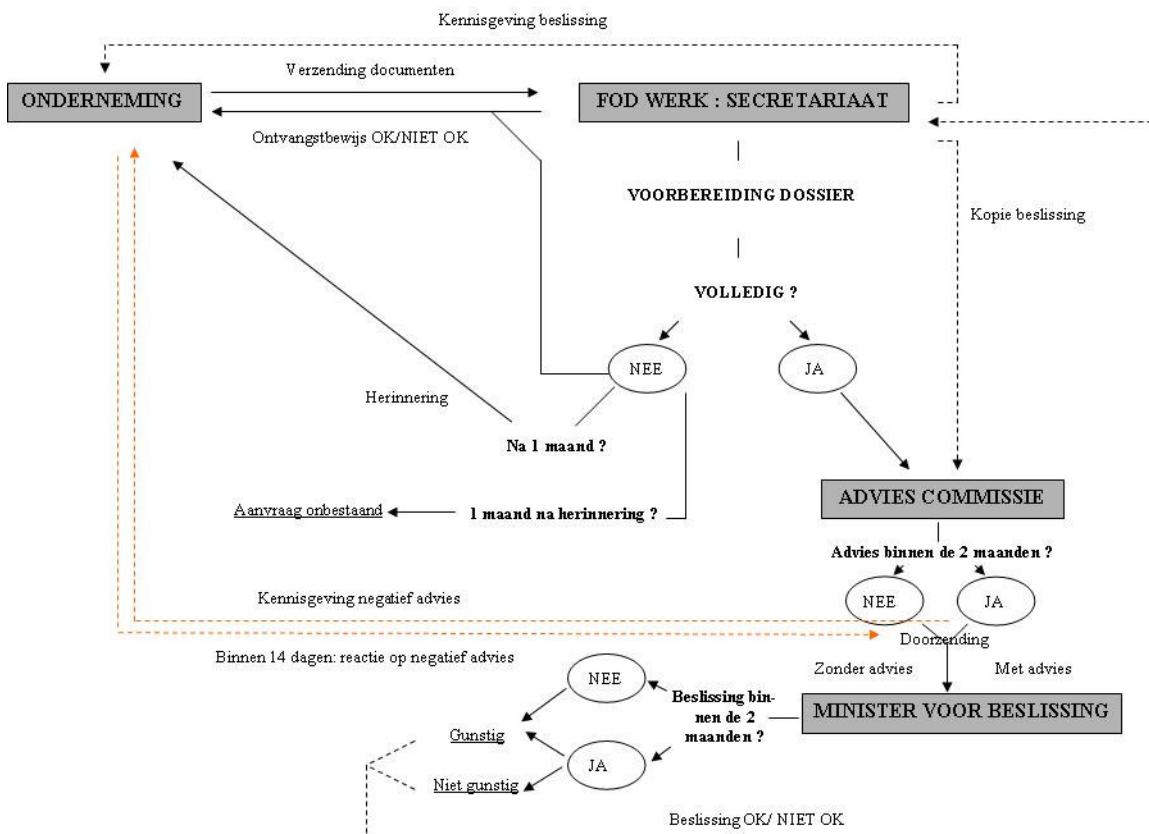 Kennisgeving beslissing
Verzending documenten
ONDERNEMING
FOD WERK : SECRETARIAAT
Ontvangstbewijs OK/NIET OK
VOORBEREIDING DOSSIER
Kopie beslissing
VOLLEDIG ?
NEE
JA
Herinnering
Na 1 maand ?
ADVIES COMMISSIE
Aanvraag onbestaand
1 maand na herinnering ?
Advies binnen de 2 maanden ?
Kennisgeving negatief advies
NEE
JA
Doorzending
Binnen 14 dagen: reactie op negatief advies
Zonder advies
Met advies
NEE
Beslissing bin-
nen de 2
maanden ?
MINISTER VOOR BESLISSING
Gunstig
JA
Niet gunstig
Beslissing OK/ NIET OK